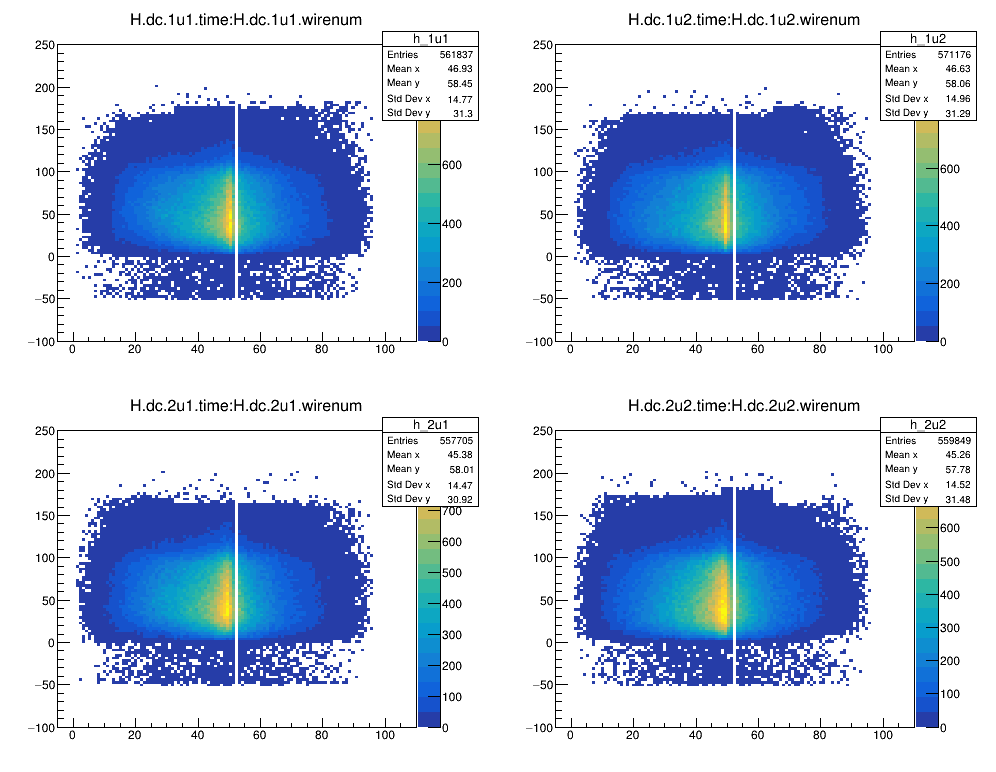 H.dc.1u1.time:H.dc.1u1.wirenum
h_1u1
Entries 561837
Mean x 46.93
Mean y 58.45
Std Dev x 14.77
Std Dev y 31.3
250
200
150
100
50
0
−50
−100
0 20 40 60 80 100
600
400
200
0
H.dc.1u2.time:H.dc.1u2.wirenum
h_1u2
Entries 571176
Mean x 46.63
Mean y 58.06
Std Dev x 14.96
Std Dev y 31.29
250
200
150
100
50
0
−50
−100
0 20 40 60 80 100
600
400
200
0
H.dc.2u1.time:H.dc.2u1.wirenum
h_2u1
Entries 557705
Mean x 45.38
Mean y 58.01
Std Dev x 14.47
Std Dev y 30.92
250
200
150
100
50
0
−50
−100
0 20 40 60 80 100
700
600
500
400
300
200
100
0
H.dc.2u2.time:H.dc.2u2.wirenum
h_2u2
Entries 559849
Mean x 45.26
Mean y 57.78
Std Dev x 14.52
Std Dev y 31.48
250
200
150
100
50
0
−50
−100
0 20 40 60 80 100
600
500
400
300
200
100
0